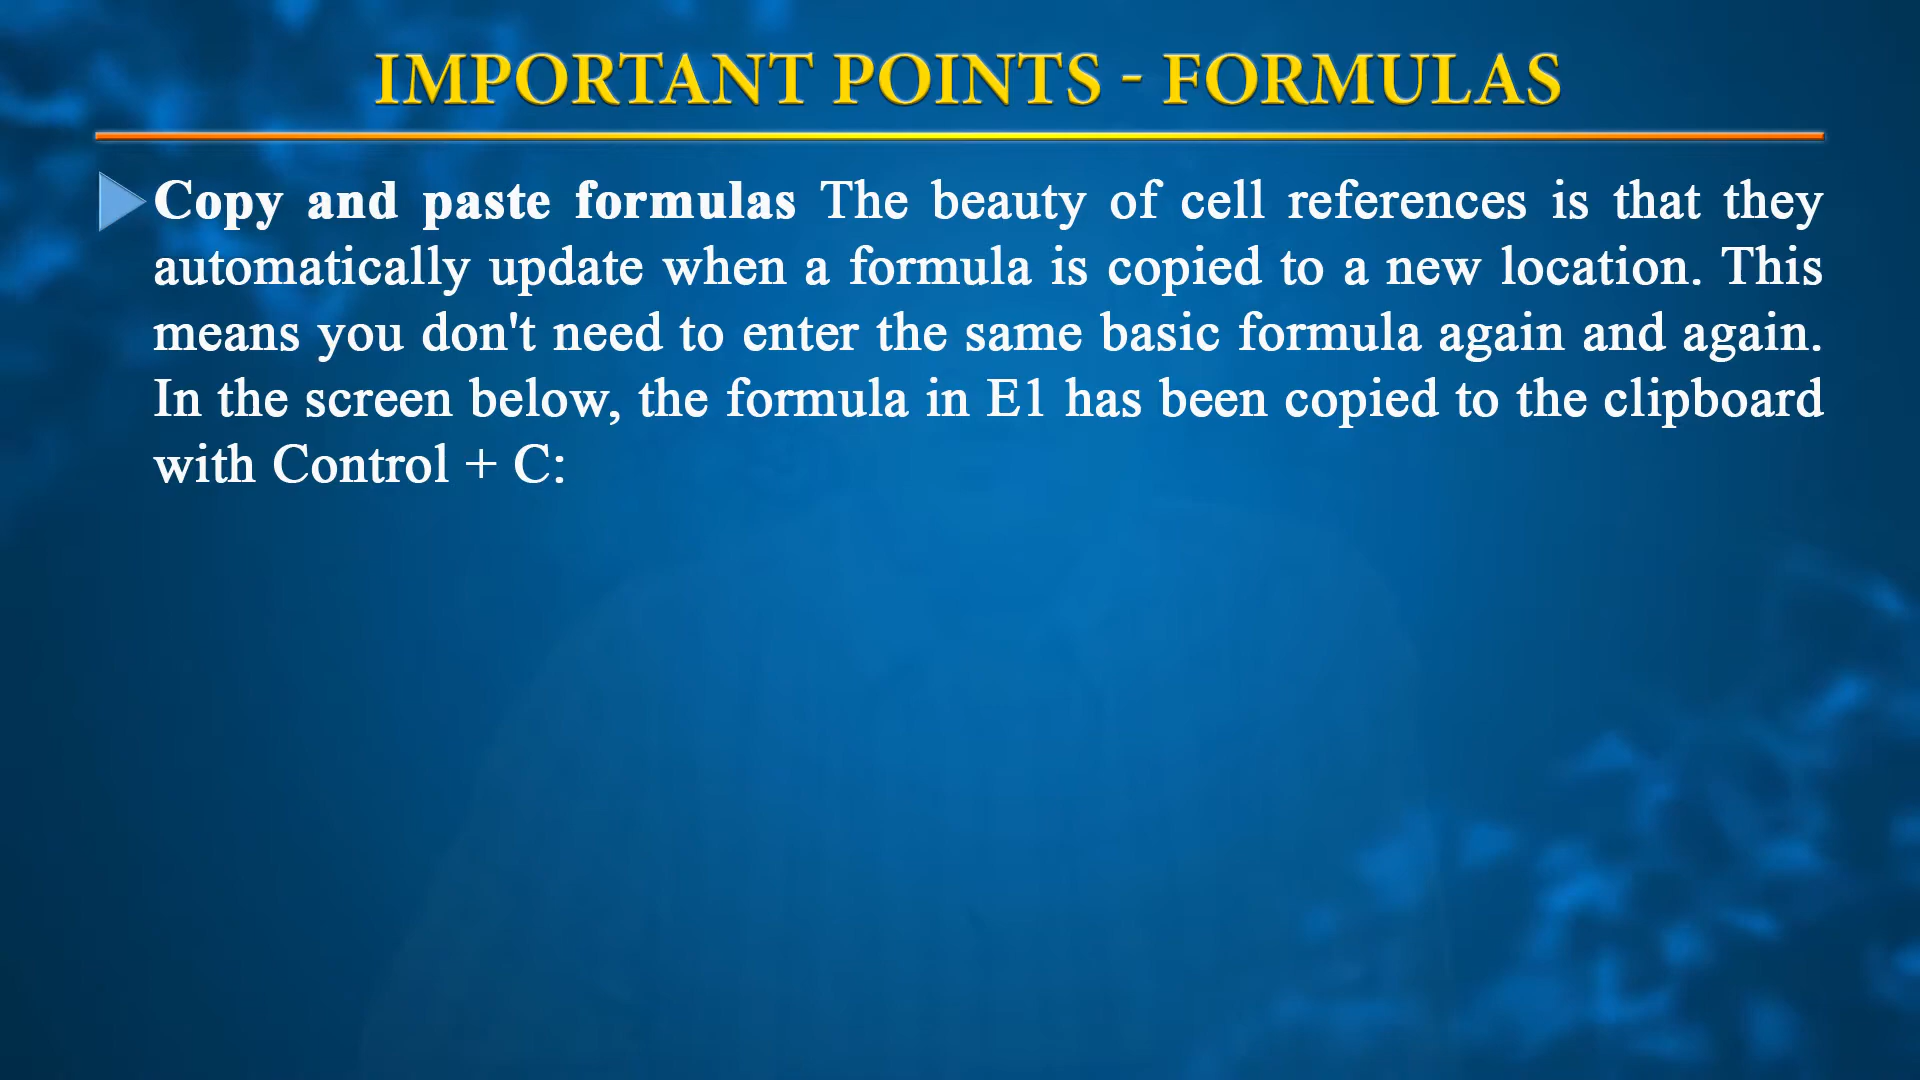 IMPORTANT POINTS - FORMULAS
Copy and paste formulas The beauty of cell references is that they
automatically update when a formula is copied to a new location. This
means you don't need to enter the same basic formula again and again.
In the screen below, the formula in E1 has been copied to the clipboard
with Control + C: